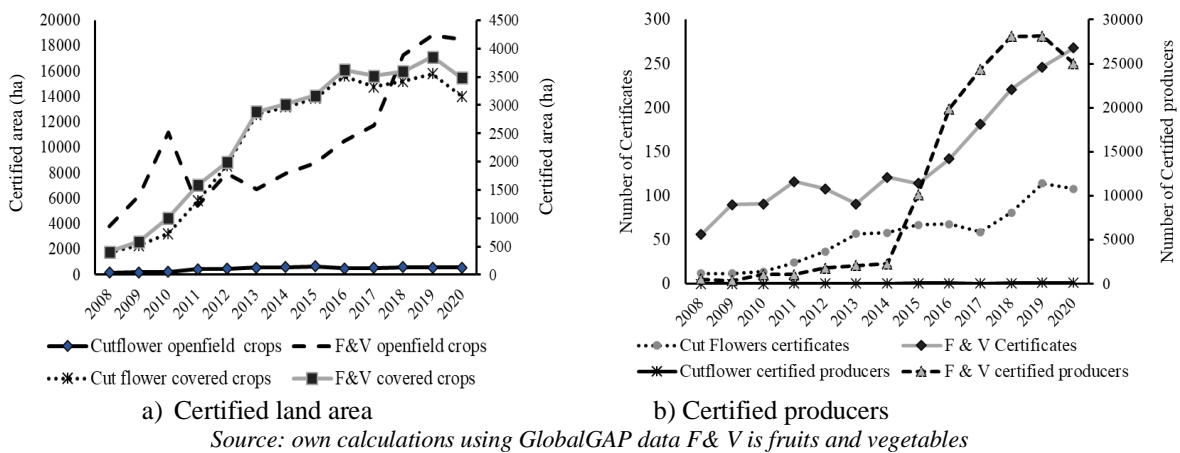 20000
18000
16000
14000
12000
10000
8000
6000
4000
2000
0
Certified area (ha)
4500
4000
3500
3000
2500
2000
1500
1000
500
0
Certified area (ha)
2008 2009 2010 2011 2012 2013 2014 2015 2016 2017 2018 2019 2020
Cutflower openfield crops F&V openfield crops
Cut flower covered crops F&V covered crops
a) Certified land area
300
250
200
150
100
50
0
Number of Certificates
30000
25000
20000
15000
10000
5000
0
Number of Certified producers
2008 2009 2010 2011 2012 2013 2014 2015 2016 2017 2018 2019 2020
Cut Flowers certificates F & V Certificates
Cutflower certified producers F & V certified producers
b) Certified producers
Source: own calculations using GlobalGAP data F& V is fruits and vegetables